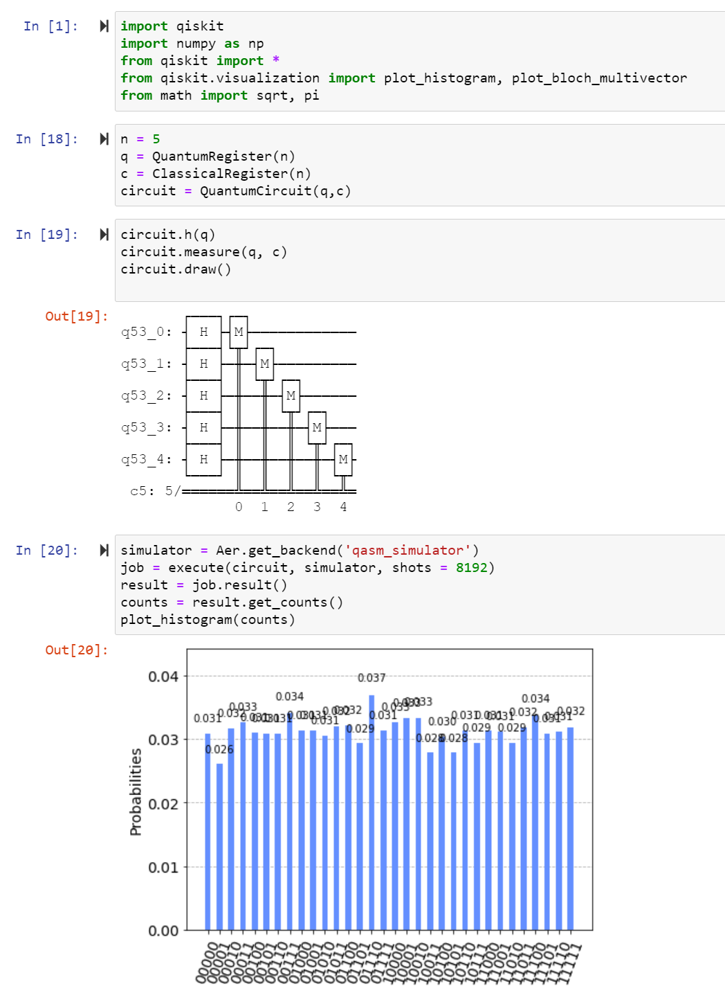 In [1]:
import qiskit
import numpy as np
from qiskit import *
from qiskit.visualization import plot_histogram, plot_bloch_multivector
from math import sqrt, pi
In [18]:
n = 5
q = QuantumRegister(n)
c = ClassicalRegister(n)
circuit = QuantumCircuit(q,c)
In [19]:
circuit.h(q)
circuit.measure(q, c)
circuit.draw()
Out[19]:
q53_0: H M
q53_1: H M
q53_2: H M
q53_3: H M
q53_4: H M
c5: 5/
0 1 2 3 4
In [20]:
simulator = Aer.get_backend('qasm_simulator')
job = execute(circuit, simulator, shots = 8192)
result = job.result()
counts = result.get_counts()
plot_histogram(counts)
Out[20]:
Probabilities
0.04
0.03
0.02
0.01
0.00
0.031
0.026
0.032
0.033
0.031
0.031
0.031
0.034
0.031
0.031
0.031
0.032
0.032
0.029
0.037
0.031
0.033
0.033
0.033
0.028
0.030
0.028
0.031
0.029
0.031
0.031
0.029
0.032
0.034
0.031
0.031
0.032
00000
00001
00010
00011
00100
00101
00110
00111
01000
01001
01010
01011
01100
01101
01110
01111
10000
10001
10010
10011
10100
10101
10110
10111
11000
11001
11010
11011
11100
11101
11110
11111